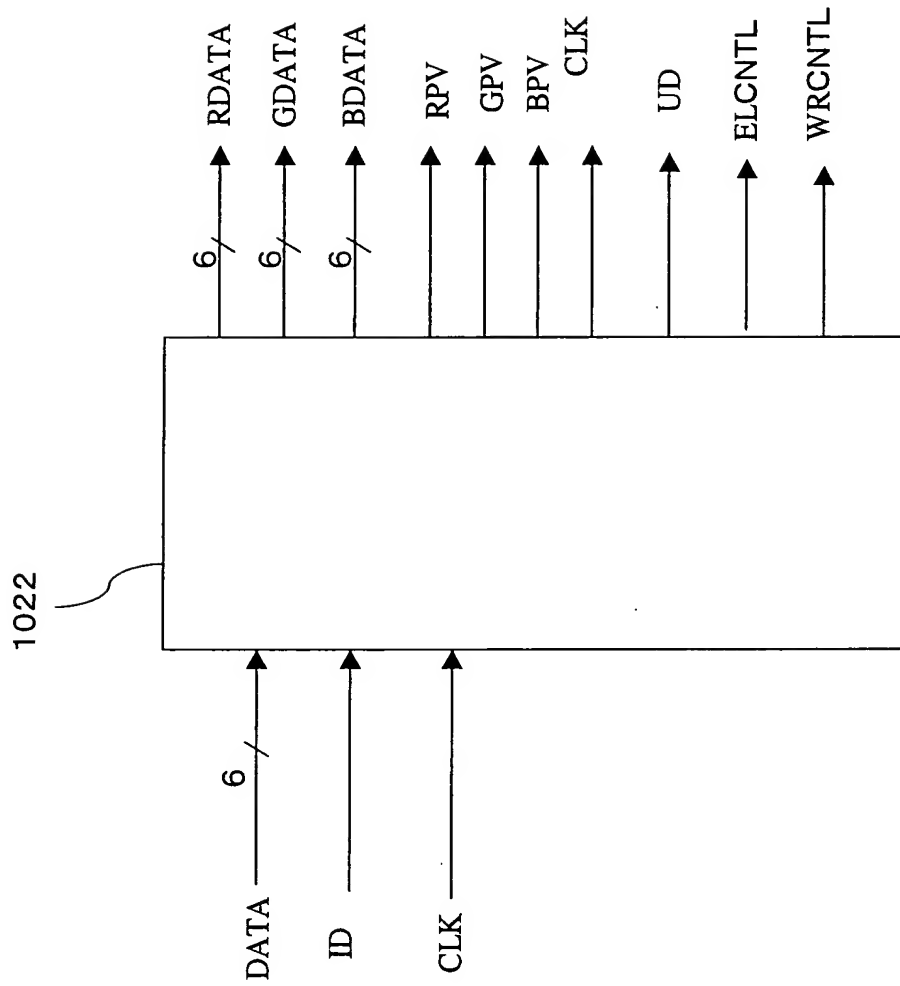 1022
DATA
6
ID
CLK
6
RDATA
6
GDATA
6
BDATA
RPV
GPV
BPV
CLK
UD
ELCNTL
WRCNTL